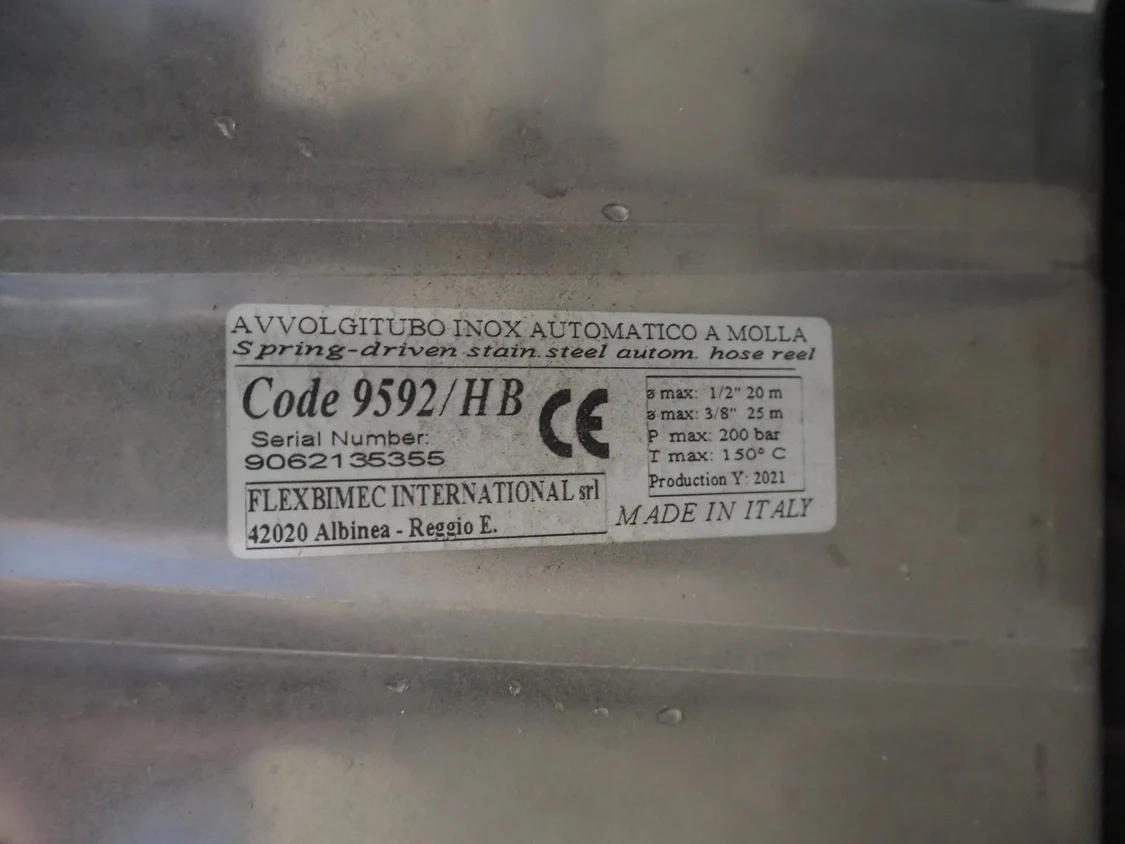 AVVOLGITUBO INOX AUTOMATICO A MOLLA
Spring-driven stain. steel autom. hose reel
Code 9592/HB
Serial Number:
9062135355
CE
ø max: 1/2" 20 m
ø max: 3/8" 25 m
P max: 200 bar
T max: 150° C
Production Y: 2021
FLEXBIMEC INTERNATIONAL srl
42020 Albinea - Reggio E.
MADE IN ITALY